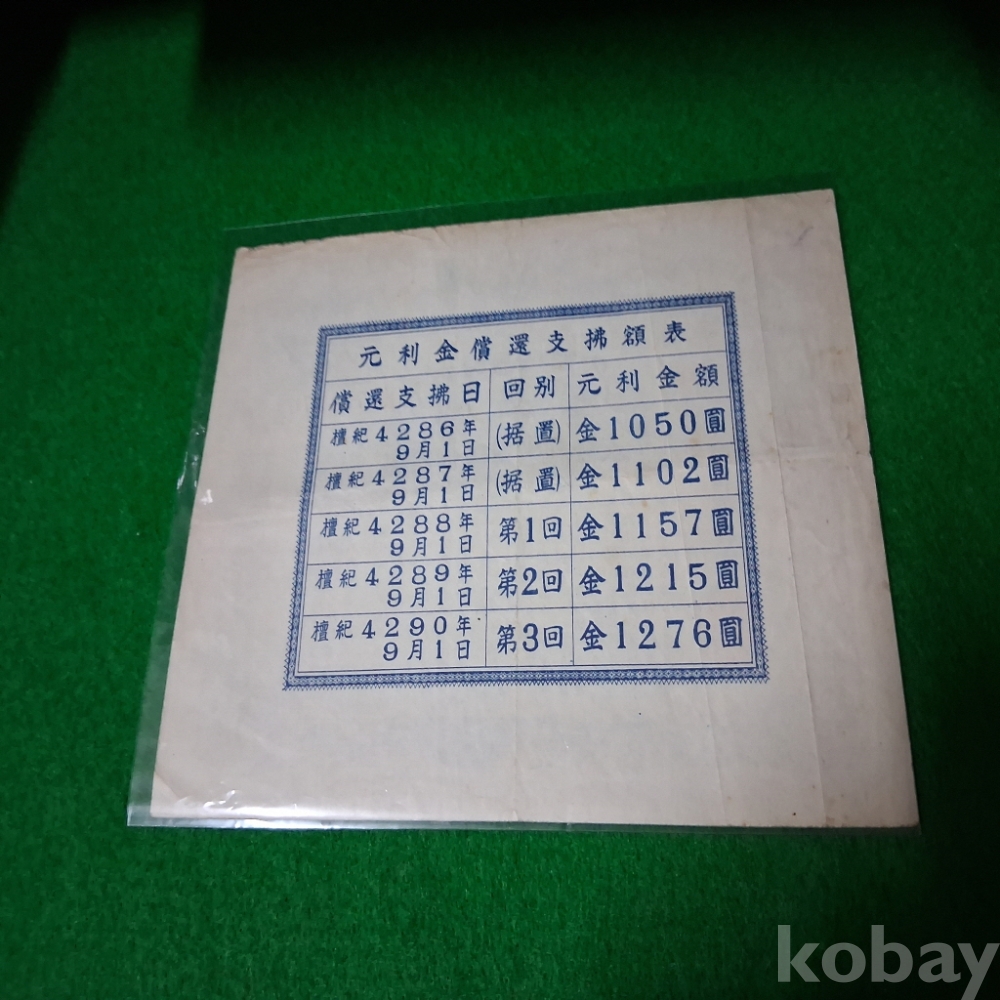 元利金償還支拂額表
償還支拂日 回別 元利金額
檀紀4286年9月1日 (据置) 金1050圓
檀紀4287年9月1日 (据置) 金1102圓
檀紀4288年9月1日 第1回 金1157圓
檀紀4289年9月1日 第2回 金1215圓
檀紀4290年9月1日 第3回 金1276圓
kobay